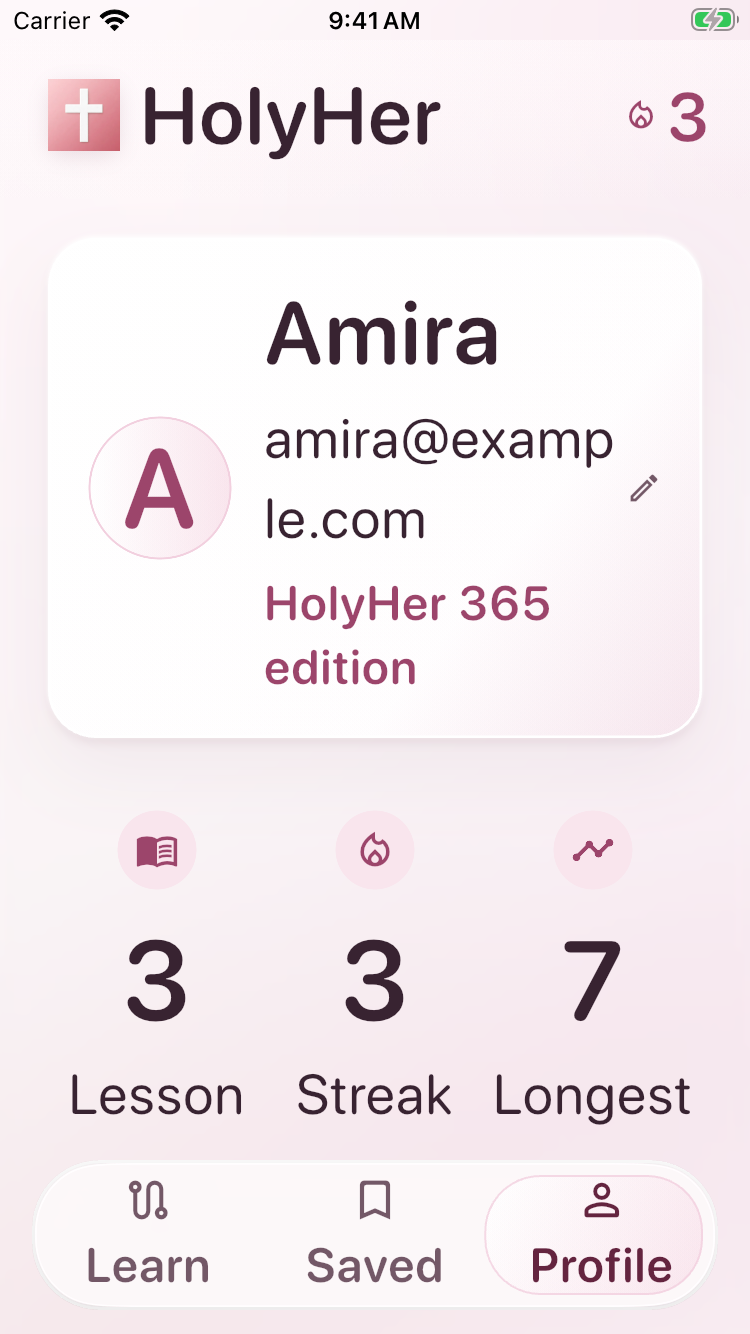 Carrier 9:41 AM
HolyHer 3
Amira
A
amira@examp
le.com
HolyHer 365
edition
3 3 7
Lesson Streak Longest
Learn Saved Profile